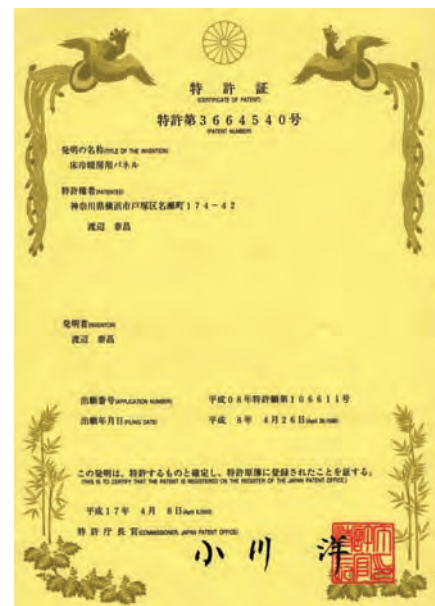 特許証
(CERTIFICATE OF PATENT)
特許第3664540号
(PATENT NUMBER)
発明の名称(TITLE OF THE INVENTION)
床冷暖房用パネル
特許権者(PATENTEE)
神奈川県横浜市戸塚区名瀬町174-42
渡辺 泰昌
発明者(INVENTOR)
渡辺 泰昌
出願番号(APPLICATION NUMBER) 平成08年特許願第106611号
出願年月日(FILING DATE) 平成 8年 4月26日(April 26,1996)
この発明は、特許するものと確定し、特許原簿に登録されたことを証する。
(THIS IS TO CERTIFY THAT THE PATENT IS REGISTERED ON THE REGISTER OF THE JAPAN PATENT OFFICE.)
平成17年 4月 8日(April 8,2005)
特許庁長官(COMMISSIONER, JAPAN PATENT OFFICE)
小川 洋